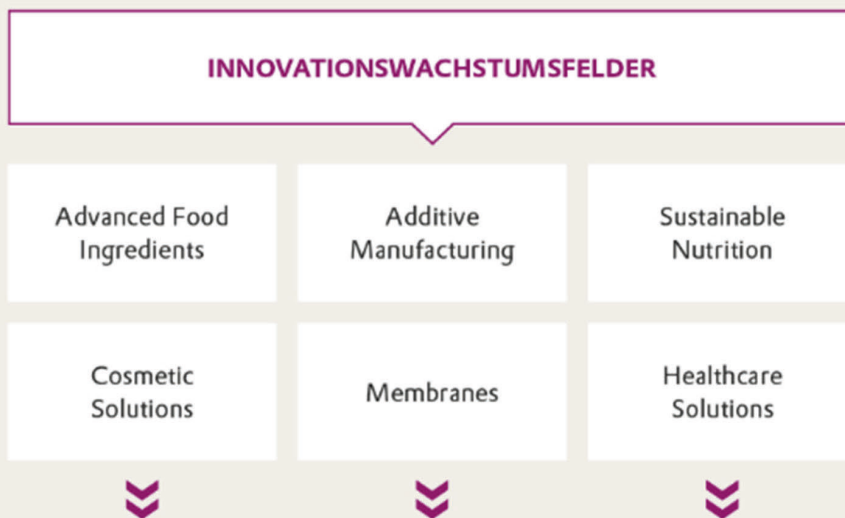 INNOVATIONSWACHSTUMSFELDER
Advanced Food
Ingredients
Additive
Manufacturing
Sustainable
Nutrition
Cosmetic
Solutions
Membranes
Healthcare
Solutions